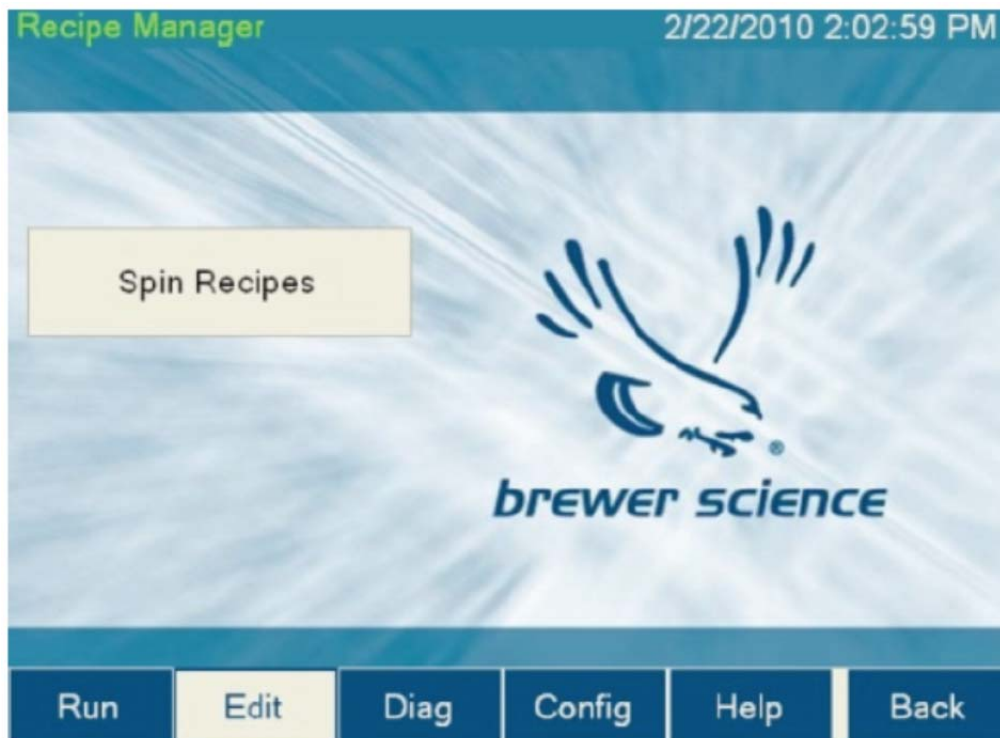 Recipe Manager 2/22/2010 2:02:59 PM
Spin Recipes
®
brewer science
Run Edit Diag Config Help Back